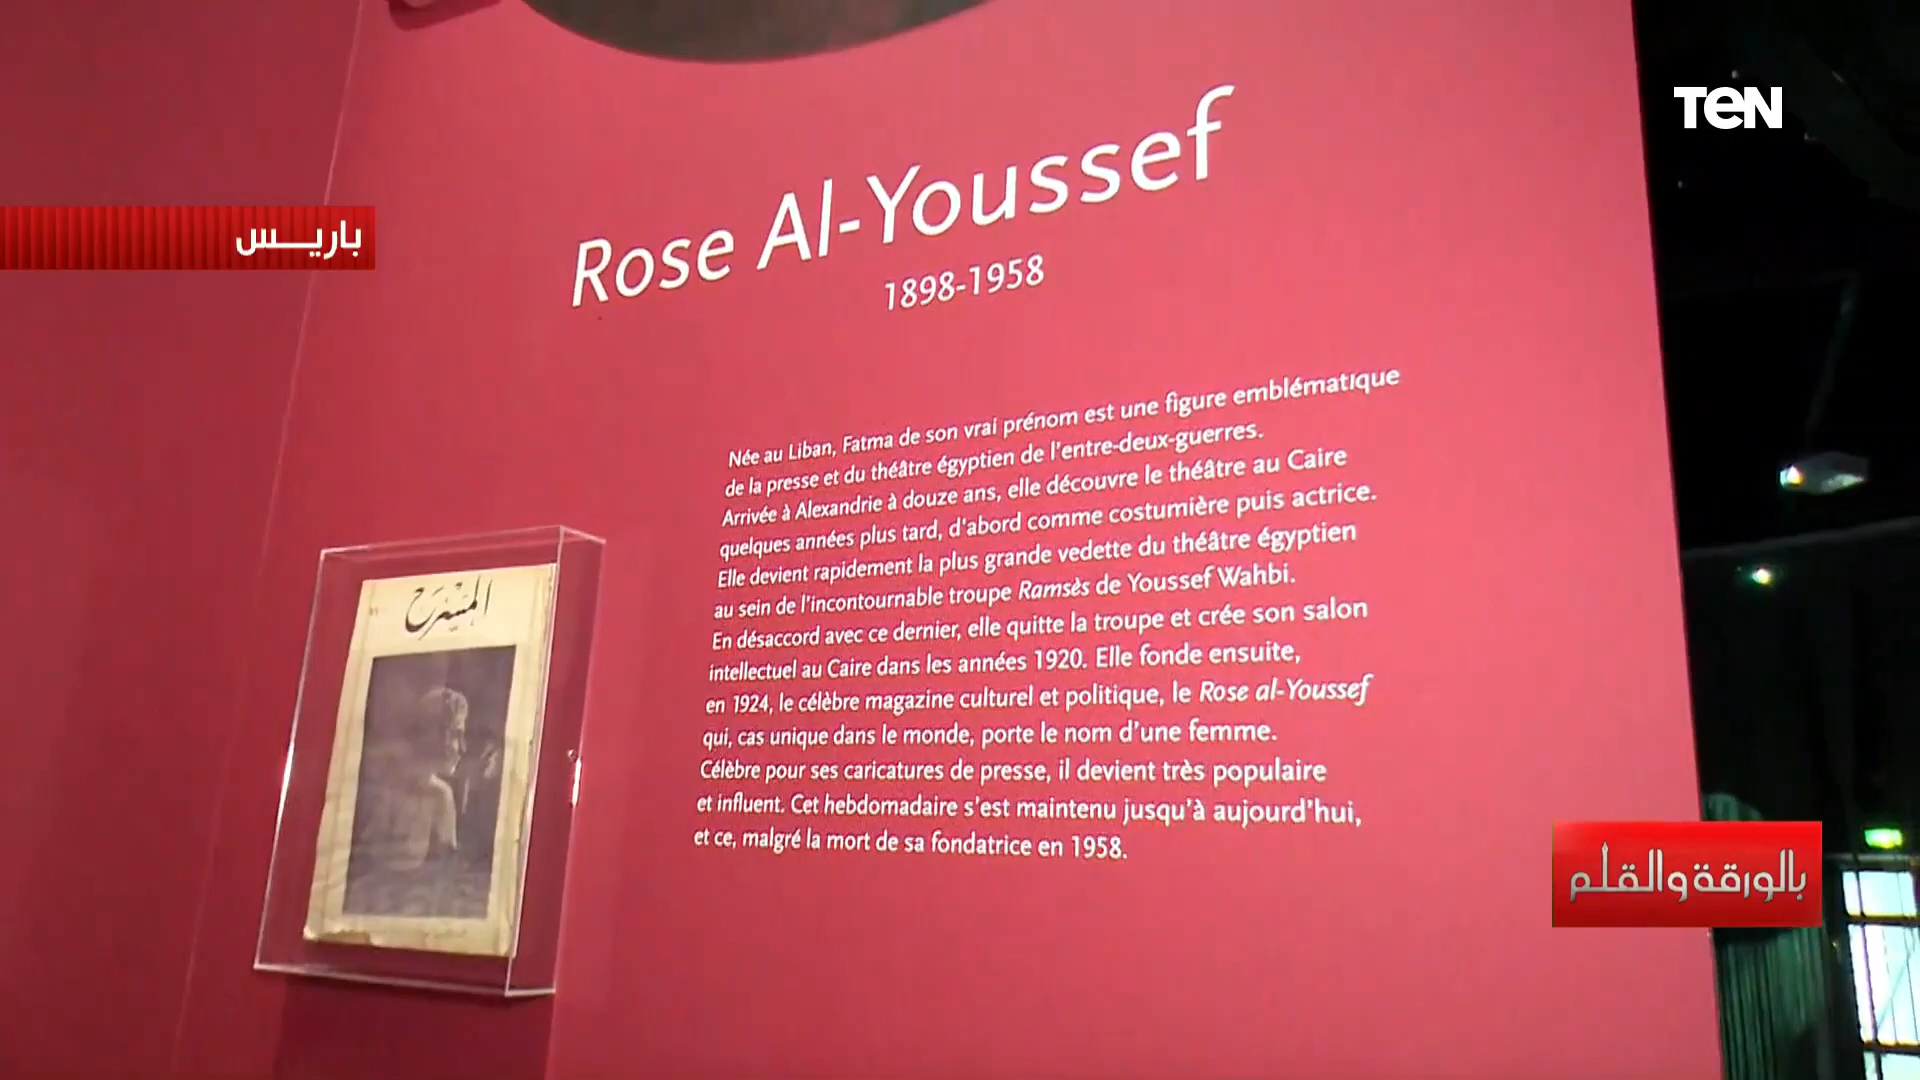 TEN
باريس
Rose Al-Youssef
1898-1958
Née au Liban, Fatma de son vrai prénom est une figure emblématique
de la presse et du théâtre égyptien de l'entre-deux-guerres.
Arrivée à Alexandrie à douze ans, elle découvre le théâtre au Caire
quelques années plus tard, d'abord comme costumière puis actrice.
Elle devient rapidement la plus grande vedette du théâtre égyptien
au sein de l'incontournable troupe Ramsès de Youssef Wahbi.
En désaccord avec ce dernier, elle quitte la troupe et crée son salon
intellectuel au Caire dans les années 1920. Elle fonde ensuite,
en 1924, le célèbre magazine culturel et politique, le Rose al-Youssef
qui, cas unique dans le monde, porte le nom d'une femme.
Célèbre pour ses caricatures de presse, il devient très populaire
et influent. Cet hebdomadaire s'est maintenu jusqu'à aujourd'hui,
et ce, malgré la mort de sa fondatrice en 1958.
المسرح
بالورقة والقلم